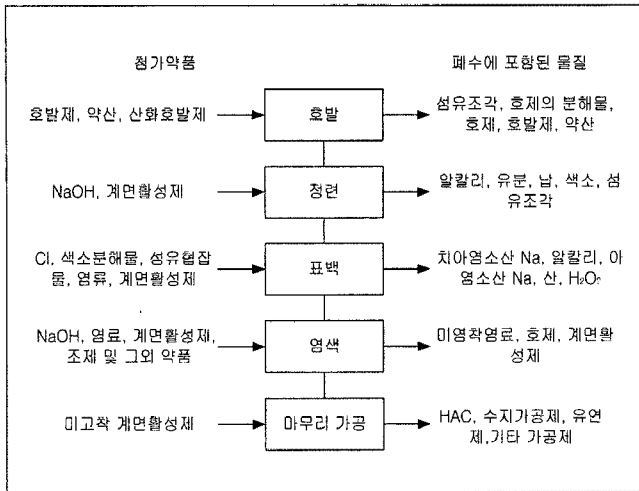 첨가약품
폐수에 포함된 물질
호발제, 약산, 산화호발제
호발
섬유조각, 호제의 분해물,
호제, 호발제, 약산
NaOH, 계면활성제
정련
알칼리, 유분, 납, 색소, 섬
유조각
Cl, 색소분해물, 섬유협잡
물, 염류, 계면활성제
표백
치아염소산 Na, 알칼리, 아
염소산 Na, 산, H₂O₂
NaOH, 염료, 계면활성제,
조제 및 그외 약품
염색
미염착염료, 호제, 계면활
성제
미고착 계면활성제
마무리 가공
HAC, 수지가공제, 유연
제,기타 가공제